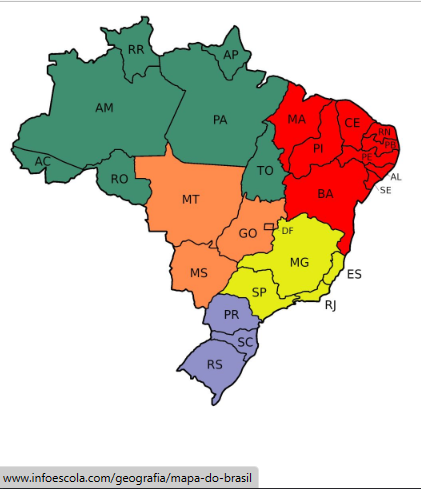 RR
AP
AM
PA
MA
CE
RN
PB
PI
PE
AC
RO
TO
AL
SE
BA
MT
GO
DF
MG
MS
ES
SP
RJ
PR
SC
RS
www.infoescola.com/geografia/mapa-do-brasil